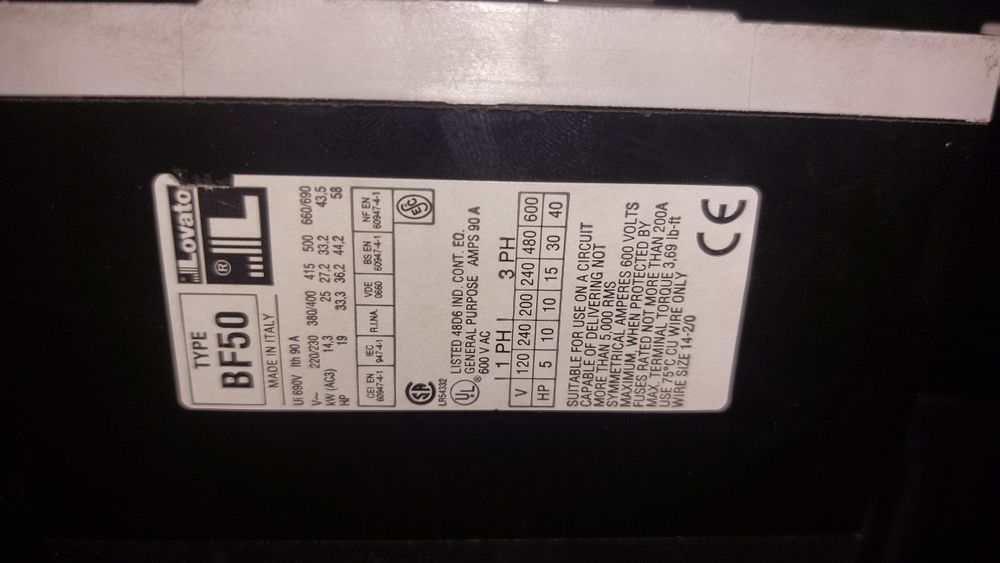 TYPE
BF50
MADE IN ITALY
Lovato
®
Ui 690V Ith 90 A
V~ 220/230 380/400 415 500 660/690
kW (AC3) 14,3 25 27,2 33,2 43,5
HP 19 33,3 36,2 44,2 58
CEI EN 60947-4-1
IEC 947-4-1
R.I.NA.
VDE 0660
BS EN 60947-4-1
NF EN 60947-4-1
LR54332
UL ® LISTED 48D6 IND. CONT. EQ.
GENERAL PURPOSE AMPS 90 A
600 V AC
1 PH 3 PH
V 120 240 200 240 480 600
HP 5 10 10 15 30 40
SUITABLE FOR USE ON A CIRCUIT
CAPABLE OF DELIVERING NOT
MORE THAN 5,000 RMS
SYMMETRICAL AMPERES 600 VOLTS
MAXIMUM, WHEN PROTECTED BY
FUSES RATED NOT MORE THAN 200A
MAX. TERMINAL TORQUE 3,69 lb-ft
USE 75°C CU WIRE ONLY
WIRE SIZE 14-2/0
CE